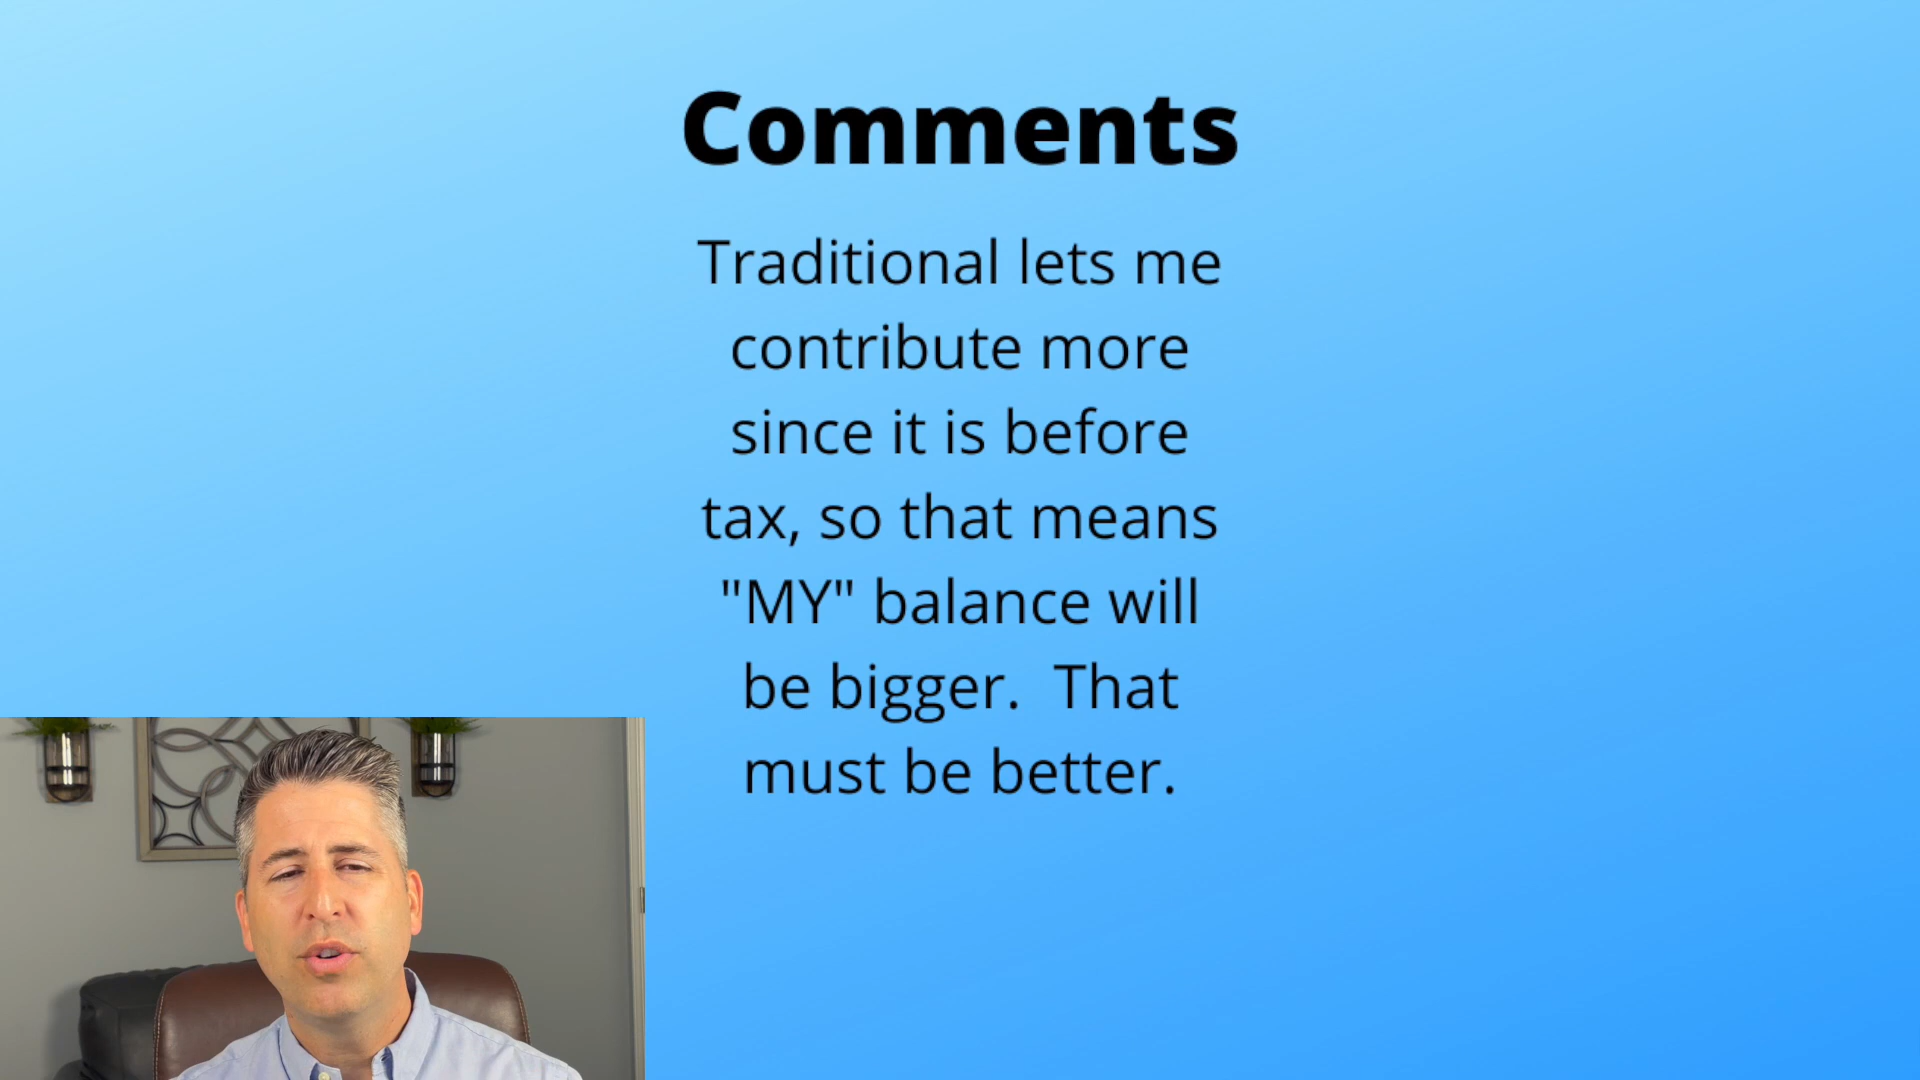 Comments
Traditional lets me
contribute more
since it is before
tax, so that means
"MY" balance will
be bigger.  That
must be better.